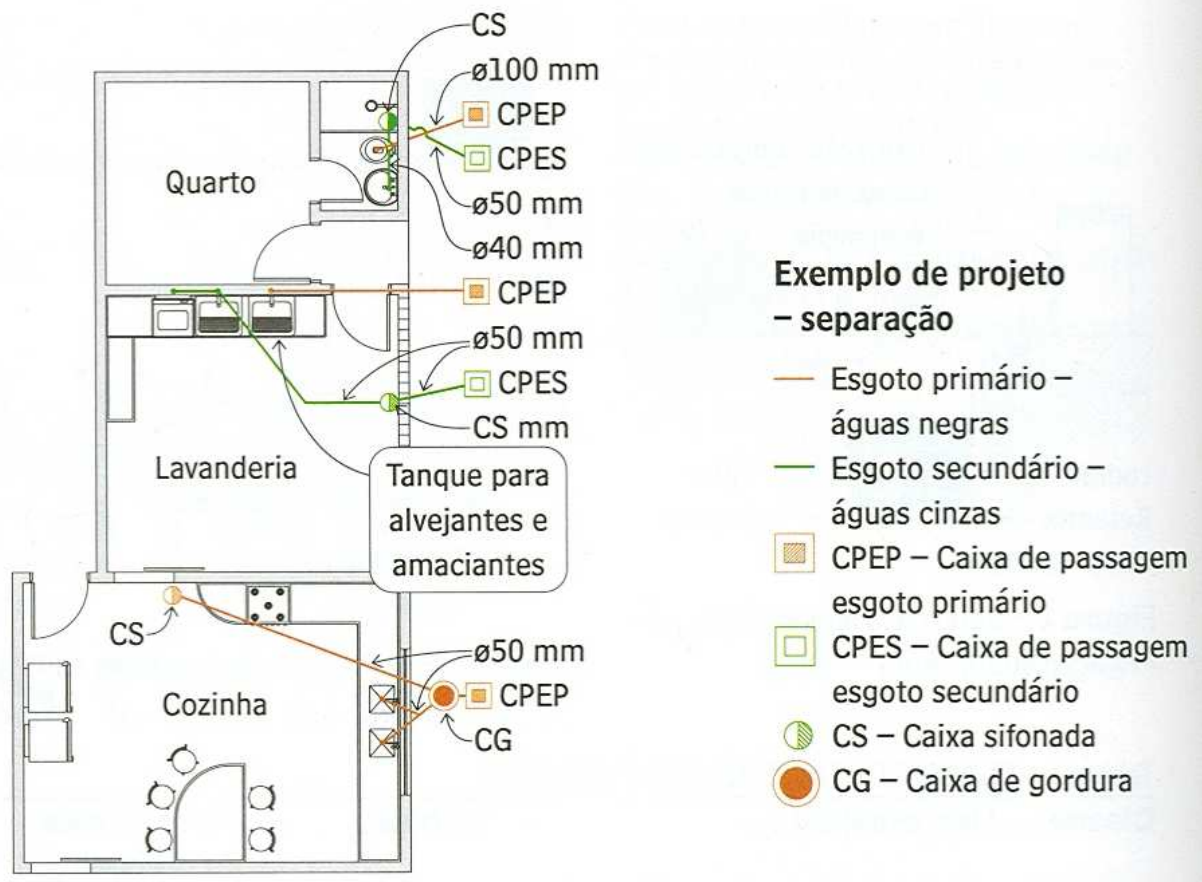 CS
ø100 mm
CPEP
CPES
Quarto
ø50 mm
ø40 mm
CPEP
ø50 mm
CPES
CS mm
Lavanderia
Tanque para
alvejantes e
amaciantes
CS
ø50 mm
Cozinha
CPEP
CG
Exemplo de projeto
– separação
Esgoto primário –
águas negras
Esgoto secundário –
águas cinzas
CPEP – Caixa de passagem
esgoto primário
CPES – Caixa de passagem
esgoto secundário
CS – Caixa sifonada
CG – Caixa de gordura